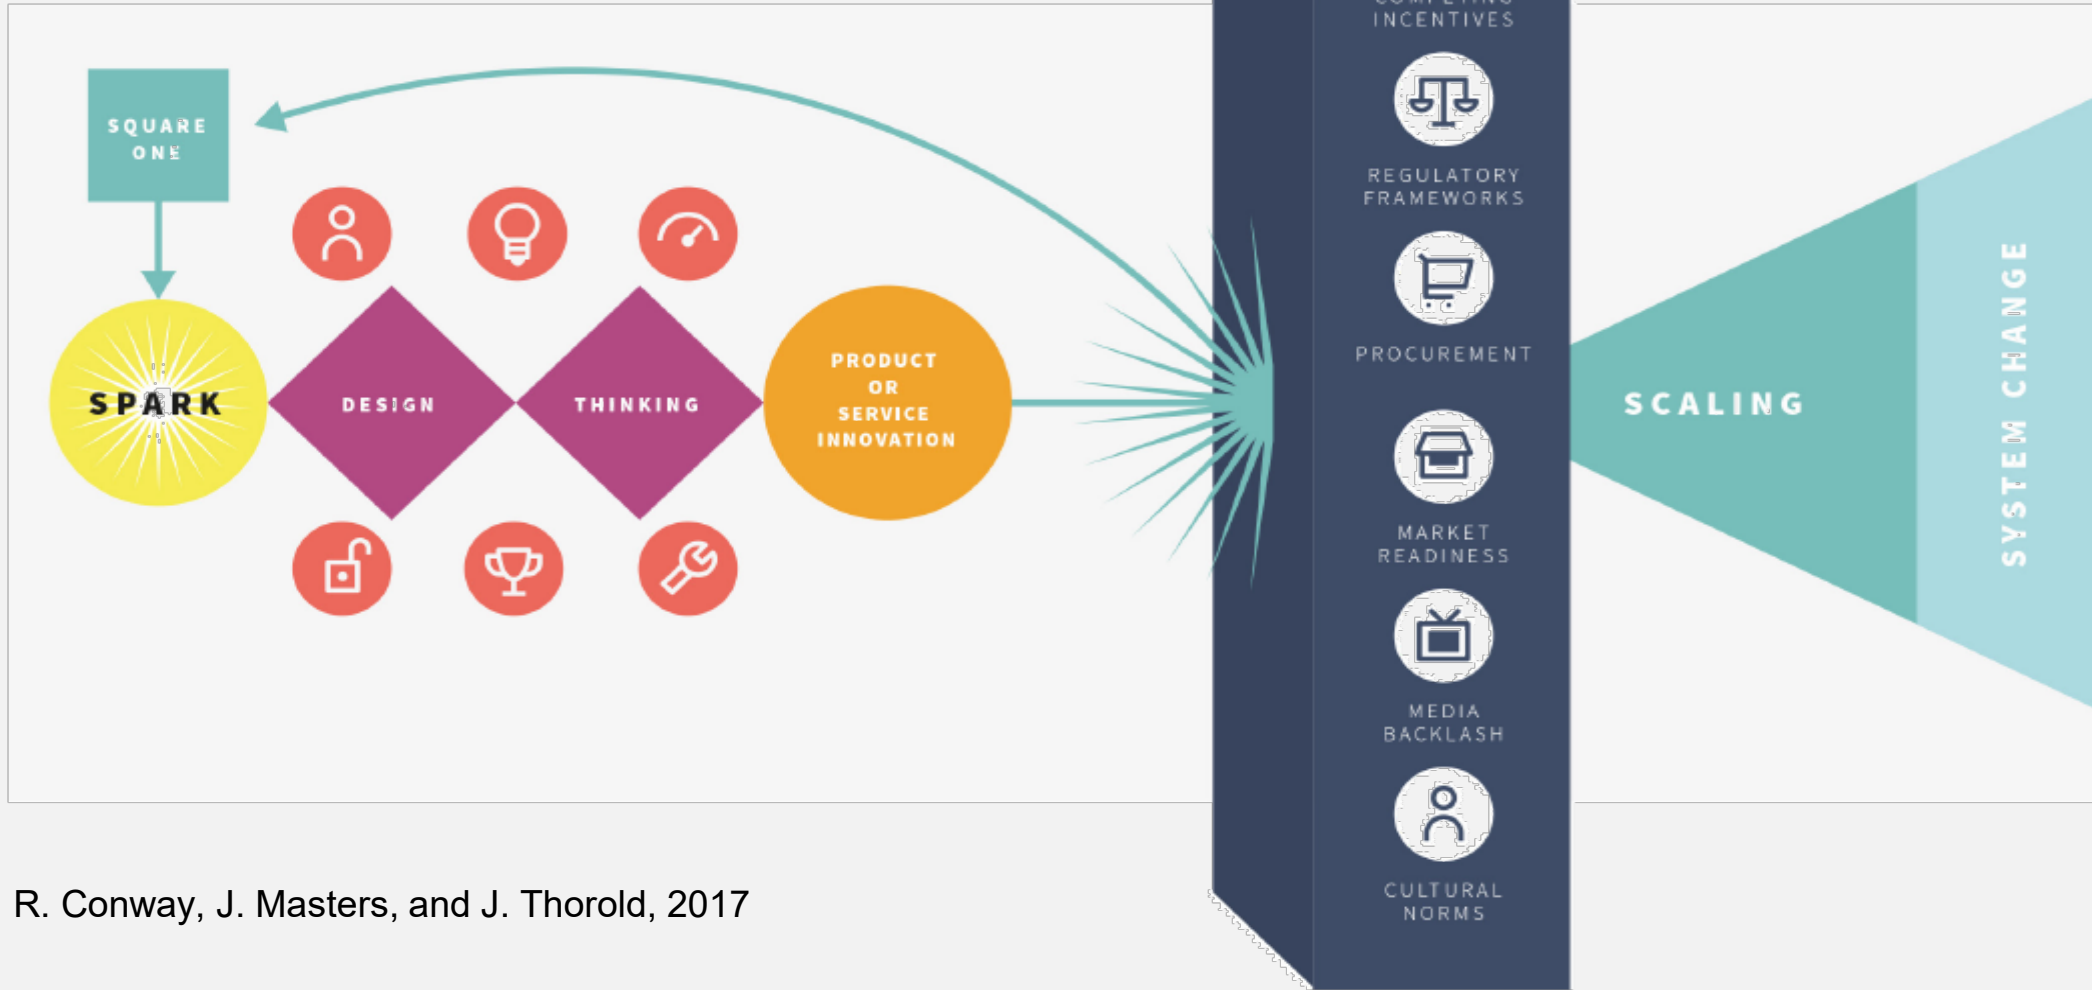 SQUARE
ONE
SPARK
DESIGN
THINKING
PRODUCT
OR
SERVICE
INNOVATION
COMPETING
INCENTIVES
REGULATORY
FRAMEWORKS
PROCUREMENT
MARKET
READINESS
MEDIA
BACKLASH
CULTURAL
NORMS
SCALING
SYSTEM CHANGE
R. Conway, J. Masters, and J. Thorold, 2017